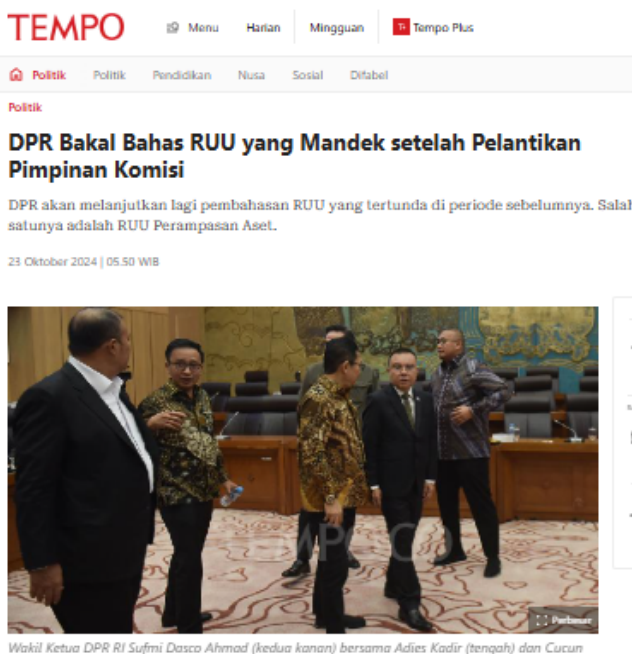 TEMPO
Menu Harian Mingguan Tempo Plus
Politik Politik Pendidikan Nusa Sosial Difabel
Politik
DPR Bakal Bahas RUU yang Mandek setelah Pelantikan
Pimpinan Komisi
DPR akan melanjutkan lagi pembahasan RUU yang tertunda di periode sebelumnya. Salah
satunya adalah RUU Perampasan Aset.
23 Oktober 2024 | 05.50 WIB
TEMPO.CO
Perbesar
Wakil Ketua DPR RI Sufmi Dasco Ahmad (kedua kanan) bersama Adies Kadir (tengah) dan Cucun